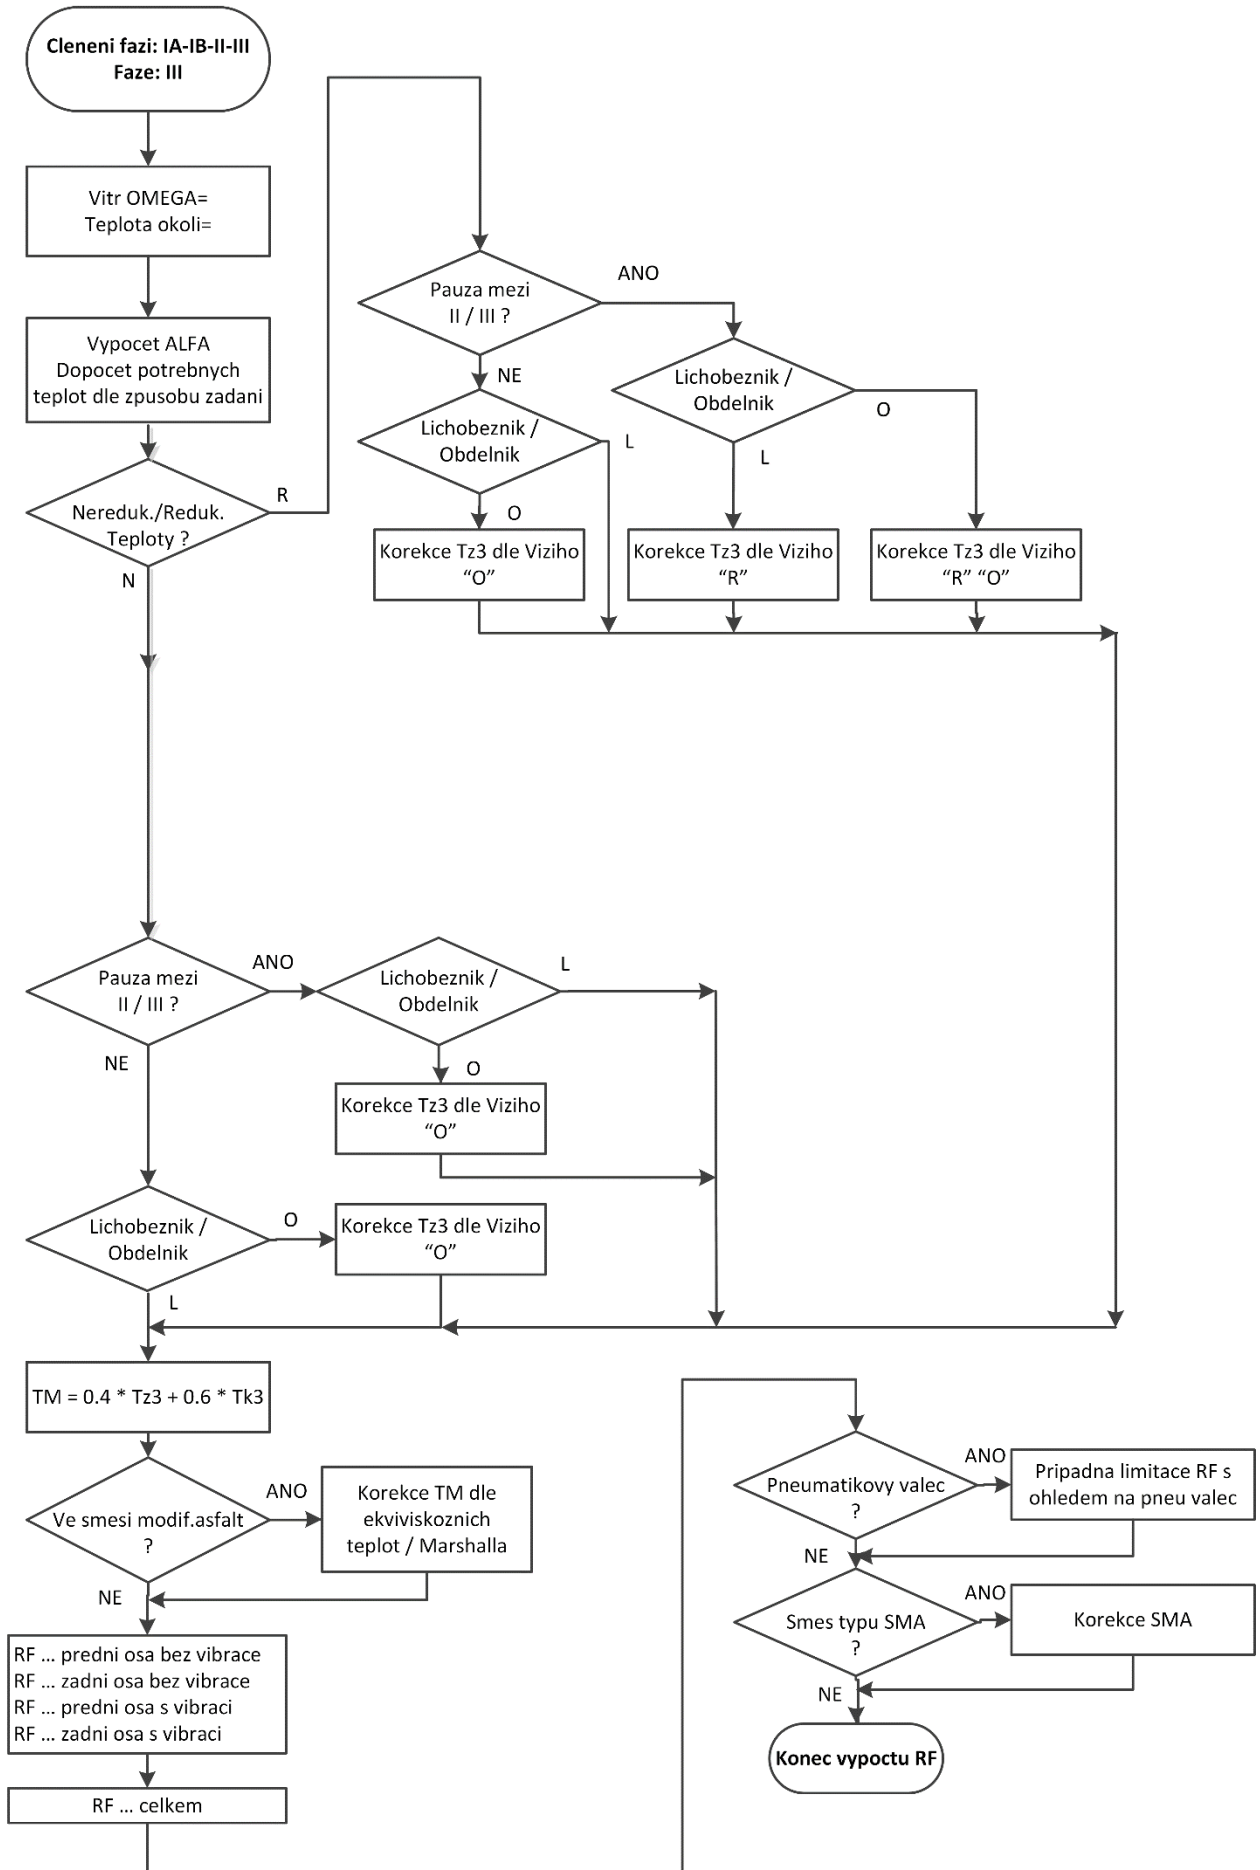 Cleneni fazi: IA-IB-II-III
Faze: III
Vitr OMEGA=
Teplota okoli=
Vypocet ALFA
Dopocet potrebnych
teplot dle zpusobu zadani
Nereduk./Reduk.
Teploty ?
R
N
Pauza mezi
II / III ?
ANO
NE
Lichobeznik /
Obdelnik
O
L
Lichobeznik /
Obdelnik
L
O
Korekce Tz3 dle Viziho
“O”
Korekce Tz3 dle Viziho
“R”
Korekce Tz3 dle Viziho
“R” “O”
Pauza mezi
II / III ?
ANO
NE
Lichobeznik /
Obdelnik
L
O
Korekce Tz3 dle Viziho
“O”
Lichobeznik /
Obdelnik
O
L
Korekce Tz3 dle Viziho
“O”
TM = 0.4 * Tz3 + 0.6 * Tk3
Ve smesi modif.asfalt
?
ANO
NE
Korekce TM dle
ekviviskoznich
teplot / Marshalla
RF ... predni osa bez vibrace
RF ... zadni osa bez vibrace
RF ... predni osa s vibraci
RF ... zadni osa s vibraci
RF ... celkem
Pneumatikovy valec
?
ANO
NE
Pripadna limitace RF s
ohledem na pneu valec
Smes typu SMA
?
ANO
NE
Korekce SMA
Konec vypoctu RF